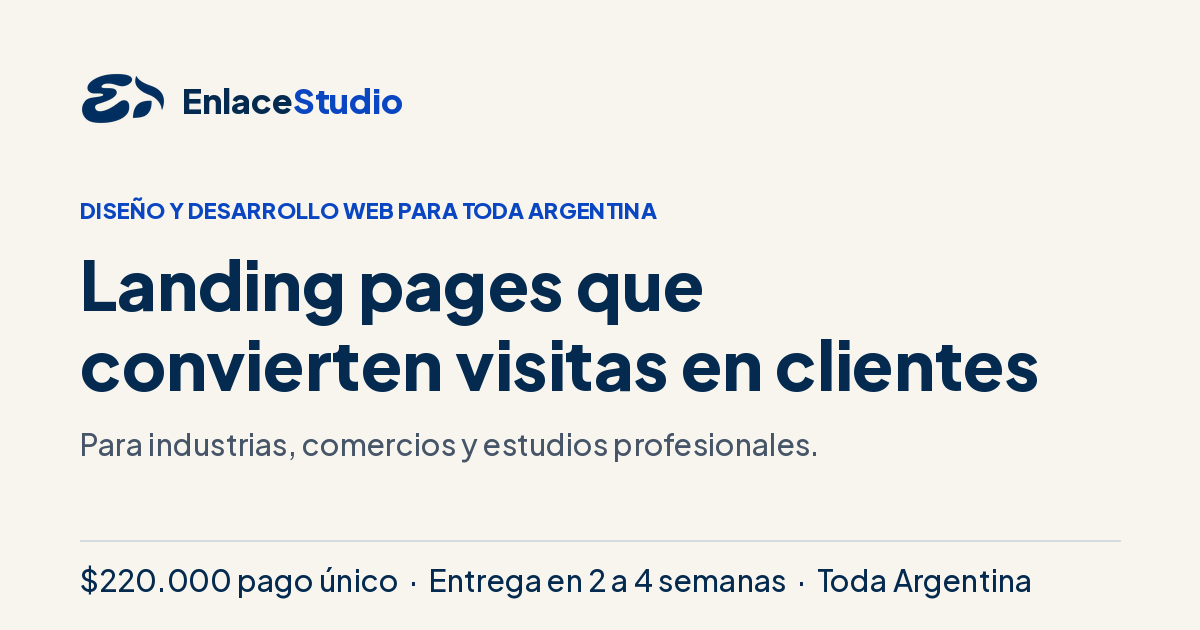 EnlaceStudio
DISEÑO Y DESARROLLO WEB PARA TODA ARGENTINA
Landing pages que
convierten visitas en clientes
Para industrias, comercios y estudios profesionales.
$220.000 pago único · Entrega en 2 a 4 semanas · Toda Argentina